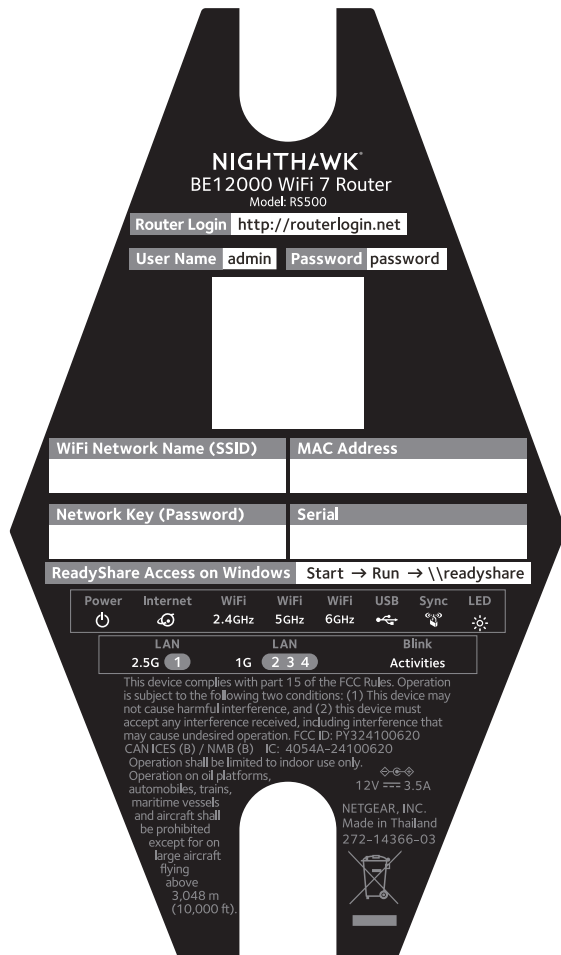 NIGHTHAWK®
BE12000 WiFi 7 Router
Model: RS500
Router Login http://routerlogin.net
User Name admin Password password
WiFi Network Name (SSID) MAC Address
Network Key (Password) Serial
ReadyShare Access on Windows Start → Run → \\readyshare
Power Internet WiFi WiFi WiFi USB Sync LED
2.4GHz 5GHz 6GHz
LAN LAN Blink
2.5G 1 1G 2 3 4 Activities
This device complies with part 15 of the FCC Rules. Operation
is subject to the following two conditions: (1) This device may
not cause harmful interference, and (2) this device must
accept any interference received, including interference that
may cause undesired operation. FCC ID: PY324100620
CAN ICES (B) / NMB (B) IC: 4054A-24100620
Operation shall be limited to indoor use only.
Operation on oil platforms,
automobiles, trains,
maritime vessels
and aircraft shall
be prohibited
except for on
large aircraft
flying
above
3,048 m
(10,000 ft).
12V 3.5A
NETGEAR, INC.
Made in Thailand
272-14366-03